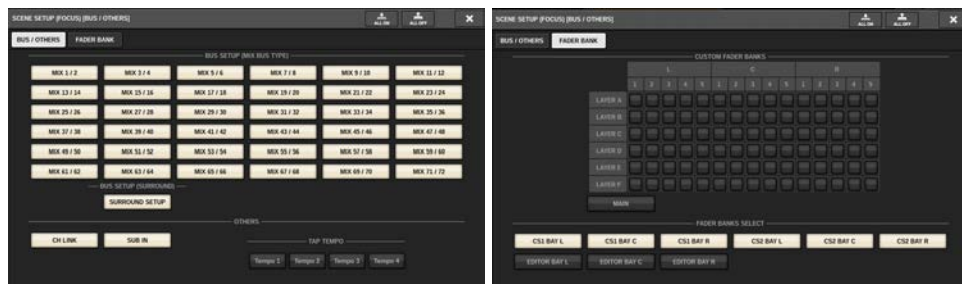 SCENE SETUP (FOCUS) [BUS / OTHERS]
ALL ON ALL OFF
BUS / OTHERS FADER BANK
BUS SETUP (MIX BUS TYPE)
MIX 1 / 2 MIX 3 / 4 MIX 5 / 6 MIX 7 / 8 MIX 9 / 10 MIX 11 / 12
MIX 13 / 14 MIX 15 / 16 MIX 17 / 18 MIX 19 / 20 MIX 21 / 22 MIX 23 / 24
MIX 25 / 26 MIX 27 / 28 MIX 29 / 30 MIX 31 / 32 MIX 33 / 34 MIX 35 / 36
MIX 37 / 38 MIX 39 / 40 MIX 41 / 42 MIX 43 / 44 MIX 45 / 46 MIX 47 / 48
MIX 49 / 50 MIX 51 / 52 MIX 53 / 54 MIX 55 / 56 MIX 57 / 58 MIX 59 / 60
MIX 61 / 62 MIX 63 / 64 MIX 65 / 66 MIX 67 / 68 MIX 69 / 70 MIX 71 / 72
BUS SETUP (SURROUND)
SURROUND SETUP
OTHERS
CH LINK SUB IN
TAP TEMPO
Tempo 1 Tempo 2 Tempo 3 Tempo 4
SCENE SETUP (FOCUS) [BUS / OTHERS]
ALL ON ALL OFF
BUS / OTHERS FADER BANK
CUSTOM FADER BANKS
L C R
1 2 3 4 5 1 2 3 4 5 1 2 3 4 5
LAYER A
LAYER B
LAYER C
LAYER D
LAYER E
LAYER F
MAIN
FADER BANKS SELECT
CS1 BAY L CS1 BAY C CS1 BAY R CS2 BAY L CS2 BAY C CS2 BAY R
EDITOR BAY L EDITOR BAY C EDITOR BAY R